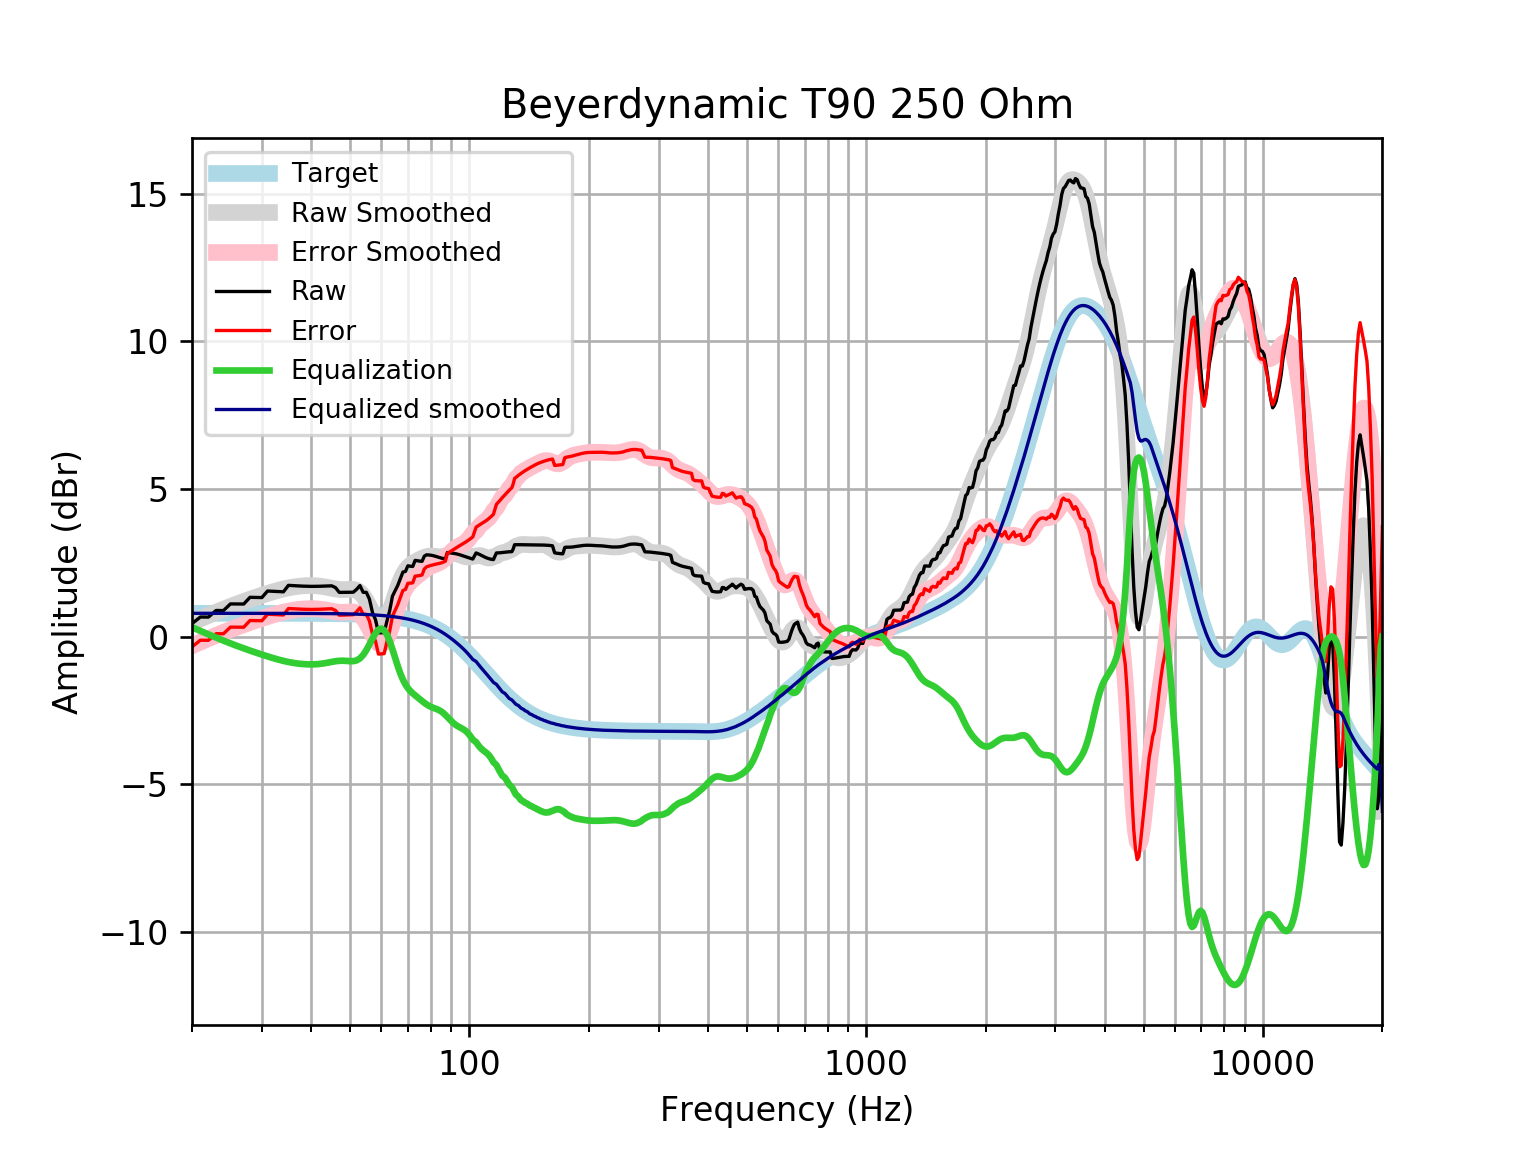 Beyerdynamic T90 250 Ohm
Target
Raw Smoothed
Error Smoothed
Raw
Error
Equalization
Equalized smoothed
15
10
5
0
−5
−10
Amplitude (dBr)
100 1000 10000
Frequency (Hz)